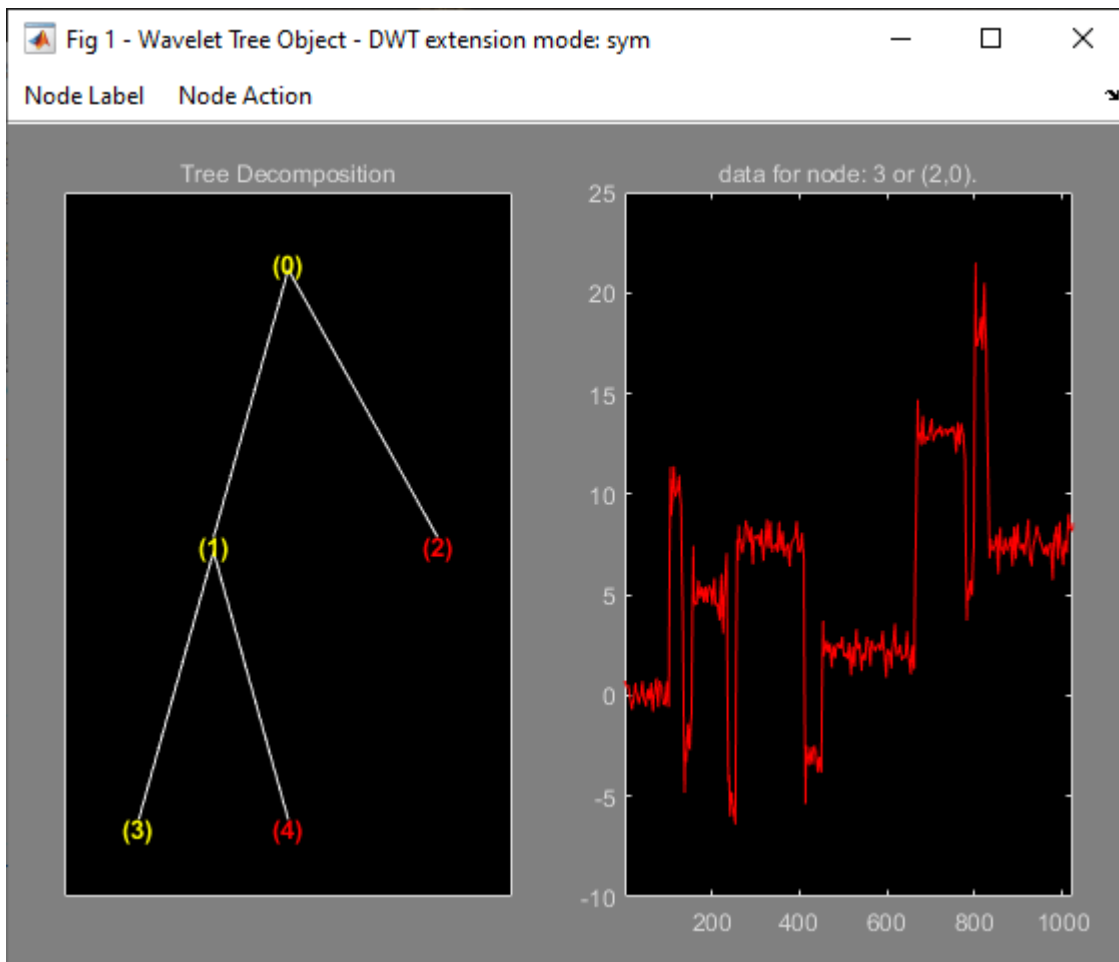 Fig 1 - Wavelet Tree Object - DWT extension mode: sym
Node Label Node Action
Tree Decomposition
(0)
(1) (2)
(3) (4)
data for node: 3 or (2,0).
25
20
15
10
5
0
-5
-10
200 400 600 800 1000